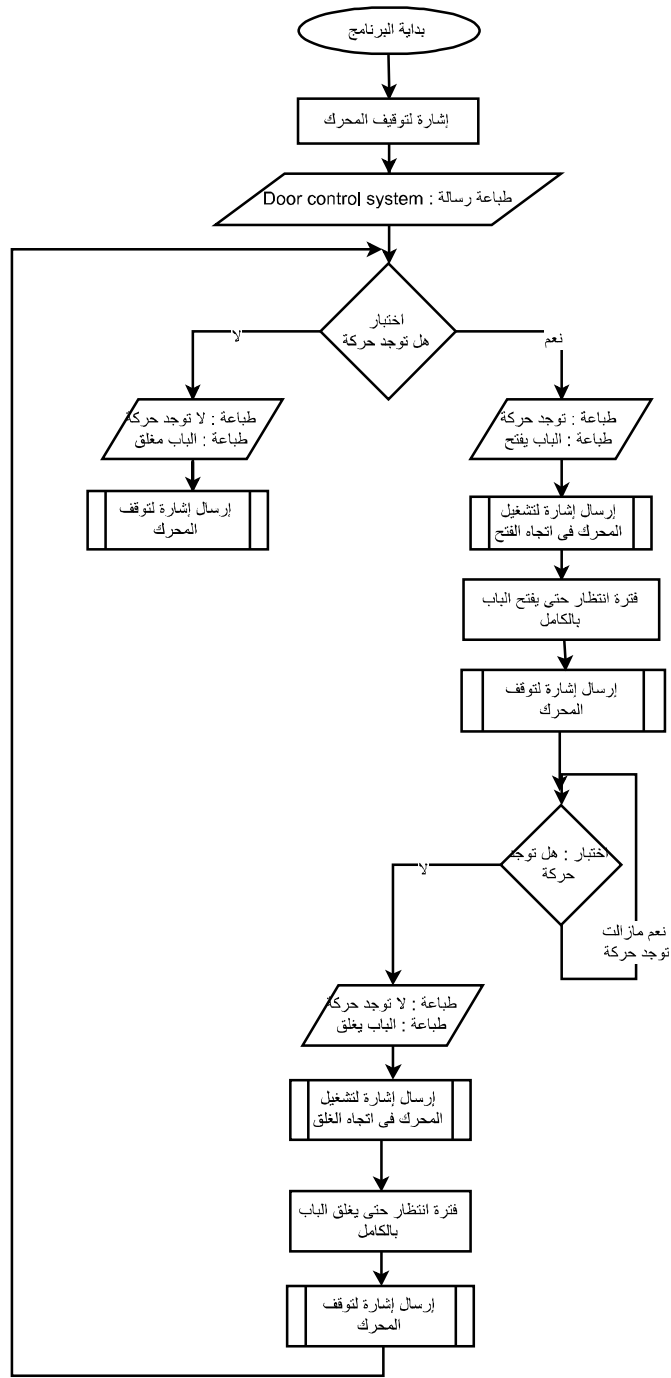 بداية البرنامج
إشارة لتوقيف المحرك
طباعة رسالة : Door control system
اختبار
هل توجد حركة
نعم
لا
طباعة : توجد حركة
طباعة : الباب يفتح
طباعة : لا توجد حركة
طباعة : الباب مغلق
إرسال إشارة لتشغيل
المحرك فى اتجاه الفتح
إرسال إشارة لتوقف
المحرك
فترة انتظار حتى يفتح الباب
بالكامل
إرسال إشارة لتوقف
المحرك
اختبار : هل توجد
حركة
لا
نعم مازالت
توجد حركة
طباعة : لا توجد حركة
طباعة : الباب يغلق
إرسال إشارة لتشغيل
المحرك فى اتجاه الغلق
فترة انتظار حتى يغلق الباب
بالكامل
إرسال إشارة لتوقف
المحرك